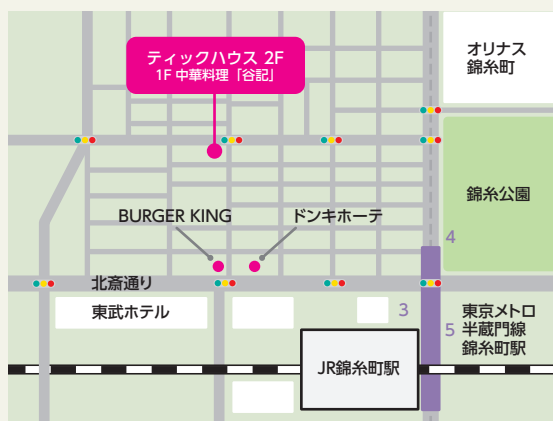 ティックハウス 2F
1F 中華料理「谷記」
オリナス
錦糸町
錦糸公園
BURGER KING
ドンキホーテ
4
北斎通り
東武ホテル
3
5
東京メトロ
半蔵門線
錦糸町駅
JR錦糸町駅